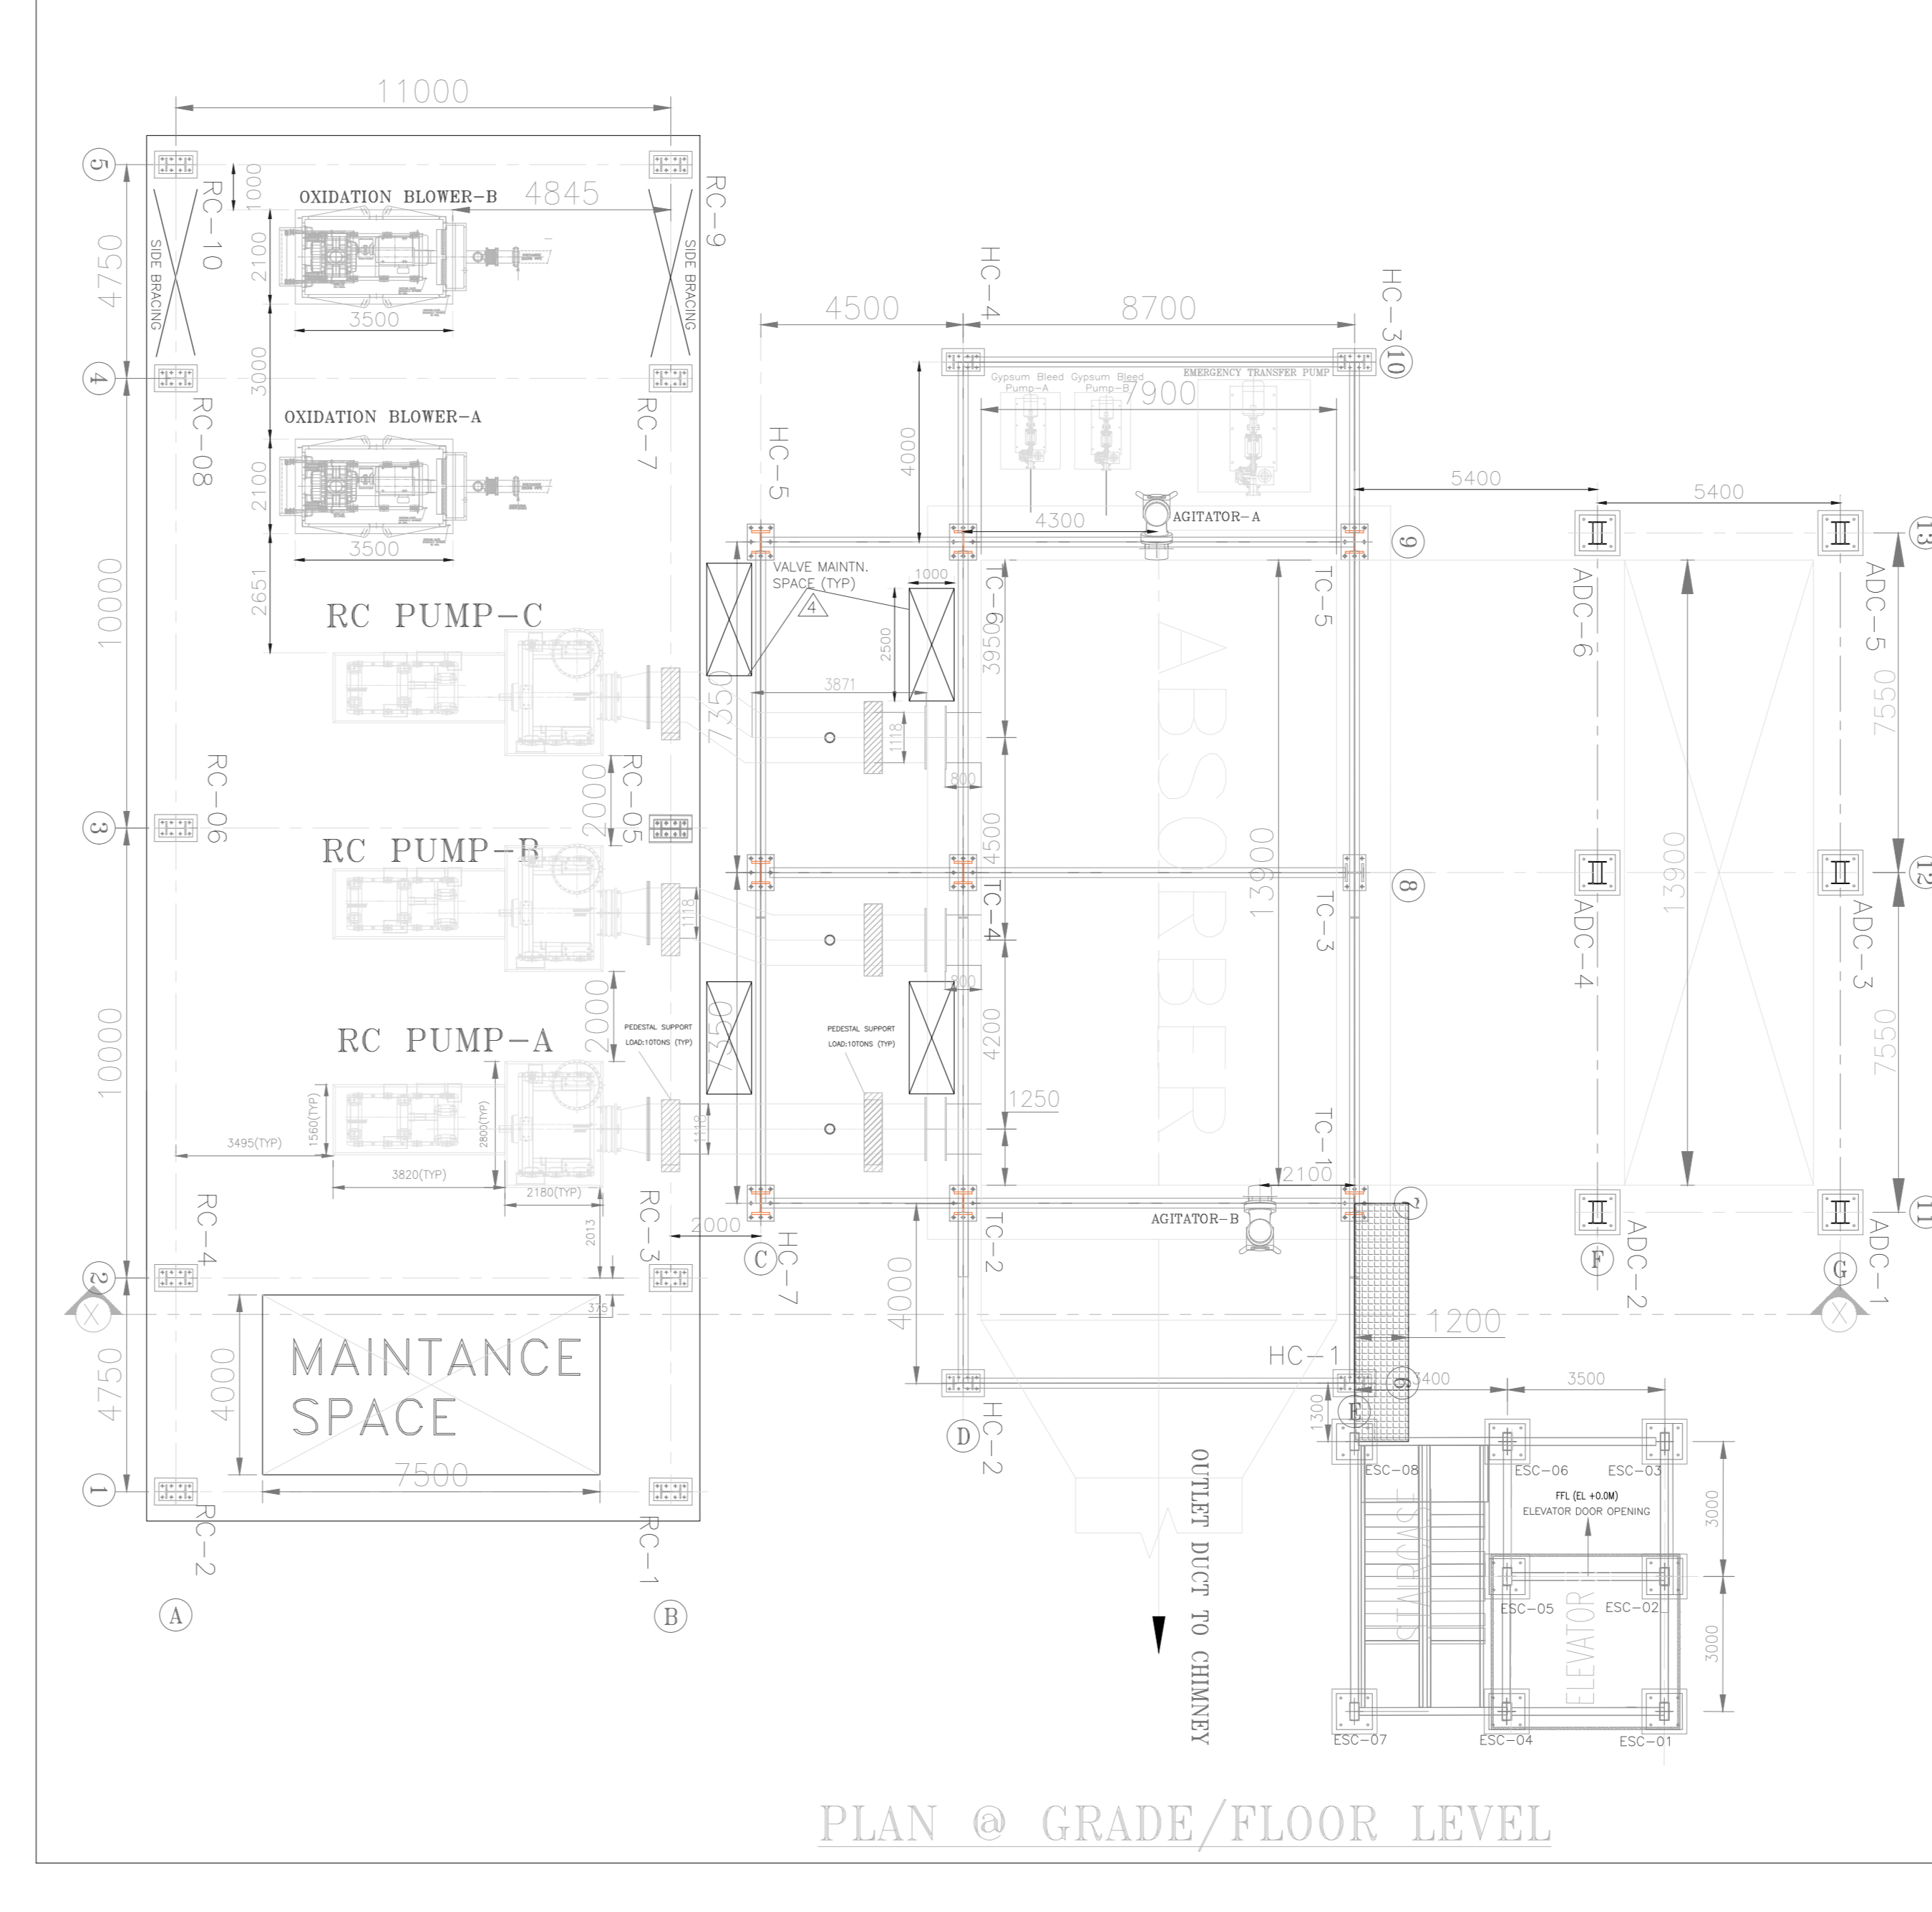 11000
5
RC-10
1000
OXIDATION BLOWER-B
4845
RC-9
SIDE BRACING
SIDE BRACING
4750
2100
3500
4
RC-08
3000
OXIDATION BLOWER-A
RC-7
2100
3500
10000
2651
RC PUMP-C
RC-06
RC-05
2000
3
RC PUMP-B
1118
2000
RC PUMP-A
PEDESTAL SUPPORT
LOAD:10TONS (TYP)
10000
1560(TYP)
2800(TYP)
1118
3495(TYP)
3820(TYP)
2180(TYP)
RC-4
RC-3
2013
2
X
375
MAINTANCE
SPACE
4000
4750
7500
1
RC-2
RC-1
A
B
4500
HC-4
8700
HC-3
10
Gypsum Bleed
Pump-A
Gypsum Bleed
Pump-B
EMERGENCY TRANSFER PUMP
7900
4000
HC-5
4300
AGITATOR-A
9
VALVE MAINTN.
SPACE (TYP)
4
1000
TC-6
TC-5
2500
3950
7350
3871
1118
800
ABSORBER
4500
13900
8
TC-4
TC-3
800
7350
4200
PEDESTAL SUPPORT
LOAD:10TONS (TYP)
1250
TC-1
2100
7
AGITATOR-B
2000
C
HC-7
TC-2
4000
1200
HC-1
6
E
D
HC-2
1300
3400
3500
OUTLET DUCT TO CHIMNEY
5400
5400
13
ADC-6
ADC-5
7550
13900
12
ADC-4
ADC-3
7550
11
F
ADC-2
G
ADC-1
X
ESC-08
ESC-06
ESC-03
FFL (EL +0.0M)
ELEVATOR DOOR OPENING
3000
STAIRCASE
ESC-05
ESC-02
ELEVATOR
3000
ESC-07
ESC-04
ESC-01
PLAN @ GRADE/FLOOR LEVEL